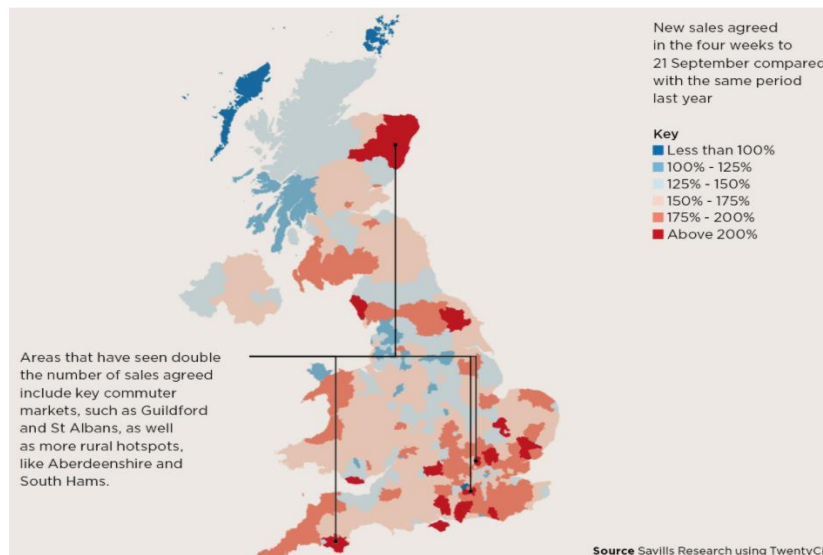 New sales agreed
in the four weeks to
21 September compared
with the same period
last year
Key
Less than 100%
100% - 125%
125% - 150%
150% - 175%
175% - 200%
Above 200%
Areas that have seen double
the number of sales agreed
include key commuter
markets, such as Guildford
and St Albans, as well
as more rural hotspots,
like Aberdeenshire and
South Hams.
Source Savills Research using TwentyC